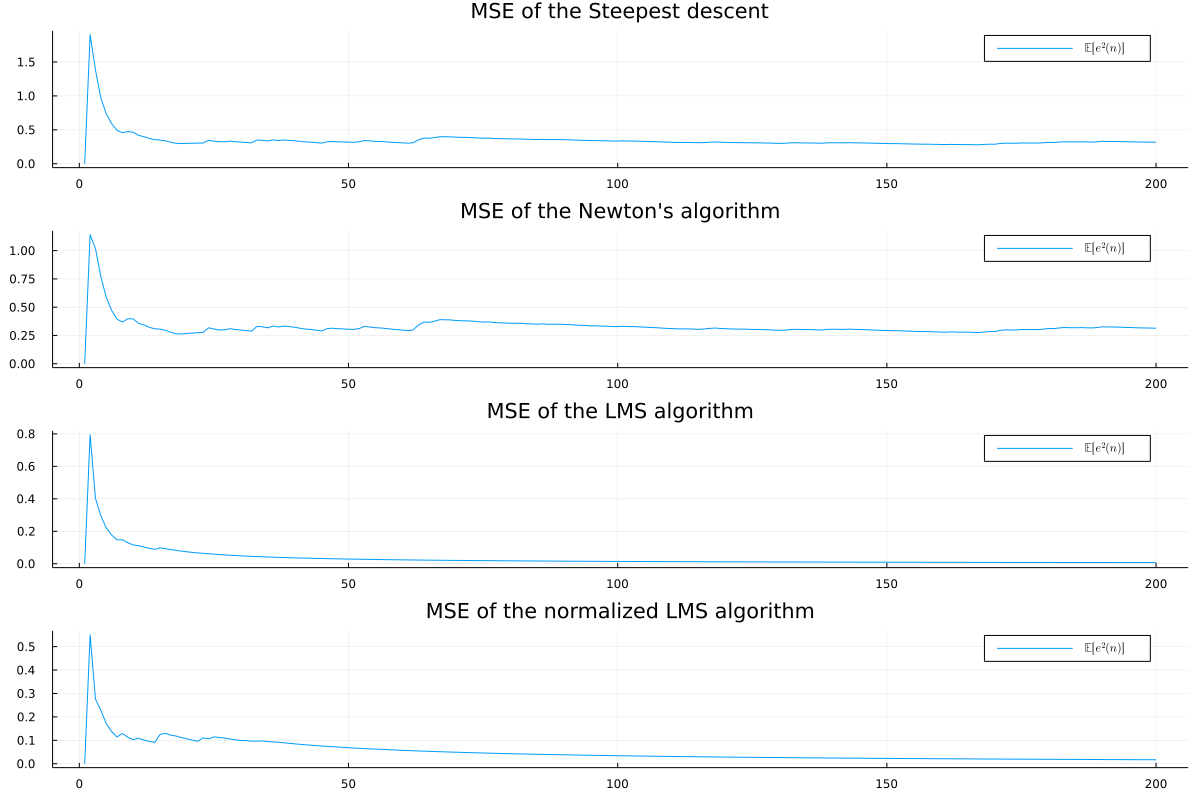 MSE of the Steepest descent
𝔼[e²(n)]
1.5
1.0
0.5
0.0
0 50 100 150 200
MSE of the Newton's algorithm
𝔼[e²(n)]
1.00
0.75
0.50
0.25
0.00
0 50 100 150 200
MSE of the LMS algorithm
𝔼[e²(n)]
0.8
0.6
0.4
0.2
0.0
0 50 100 150 200
MSE of the normalized LMS algorithm
𝔼[e²(n)]
0.5
0.4
0.3
0.2
0.1
0.0
0 50 100 150 200